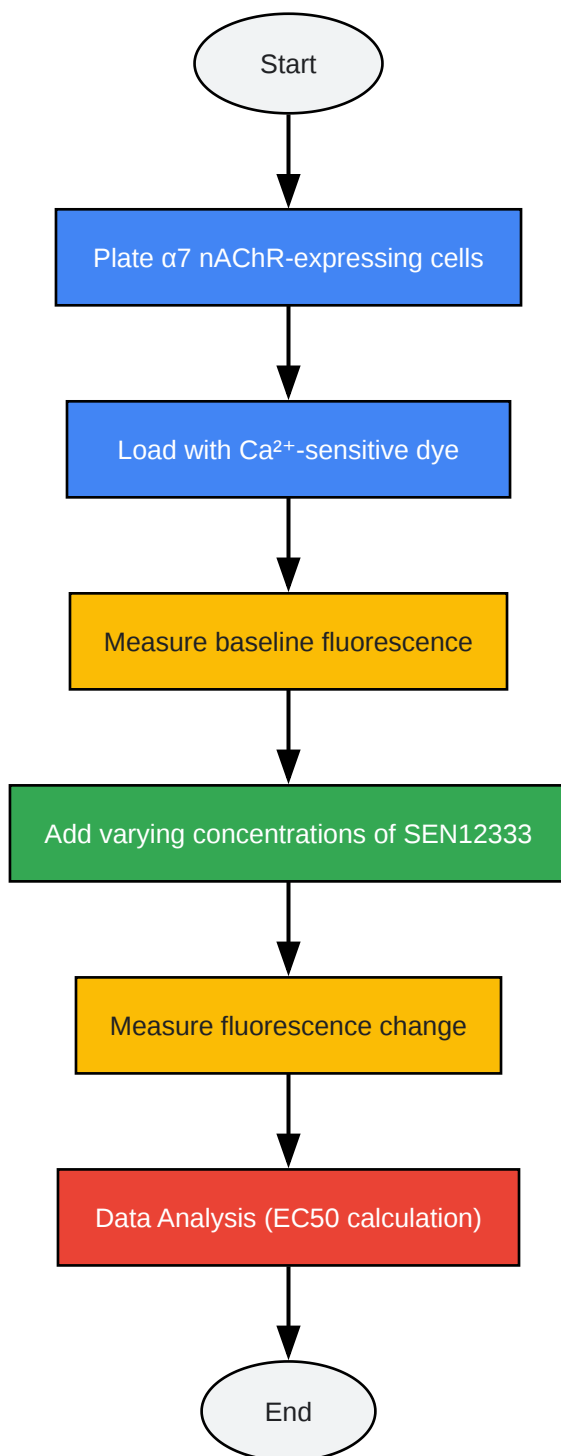 Start
Plate α7 nAChR-expressing cells
Load with Ca²⁺-sensitive dye
Measure baseline fluorescence
Add varying concentrations of SEN12333
Measure fluorescence change
Data Analysis (EC50 calculation)
End